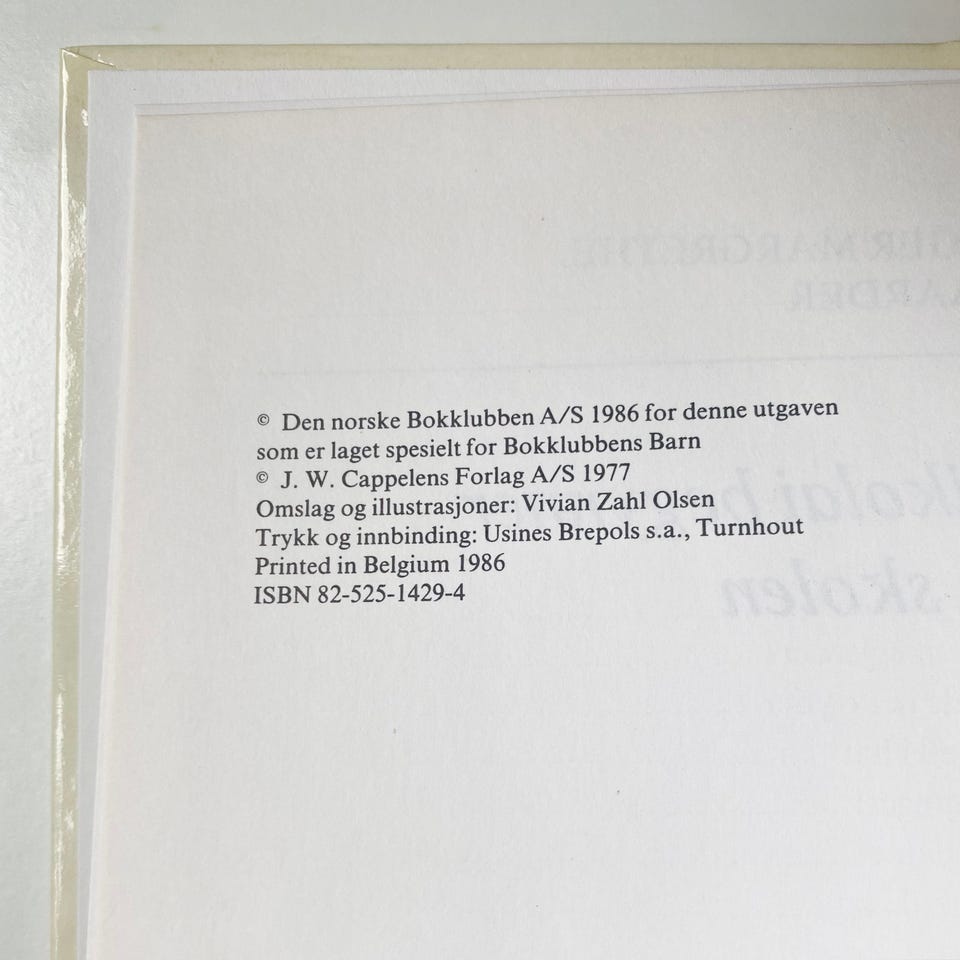 © Den norske Bokklubben A/S 1986 for denne utgaven
som er laget spesielt for Bokklubbens Barn
© J. W. Cappelens Forlag A/S 1977
Omslag og illustrasjoner: Vivian Zahl Olsen
Trykk og innbinding: Usines Brepols s.a., Turnhout
Printed in Belgium 1986
ISBN 82-525-1429-4
MARGRETHE
skolen